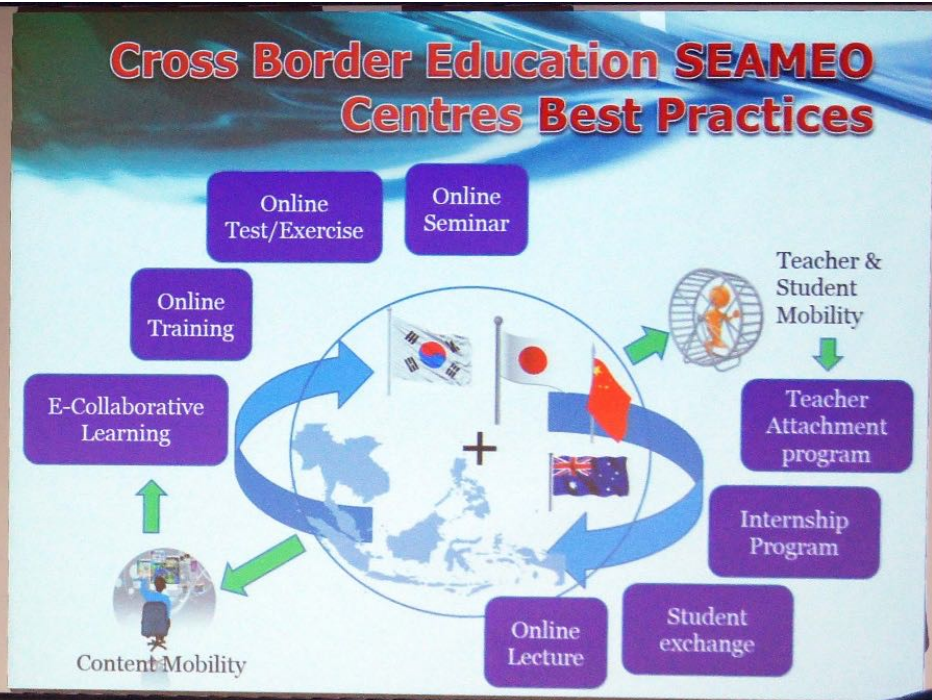 Cross Border Education SEAMEO
Centres Best Practices
Online
Test/Exercise
Online
Seminar
Online
Training
E-Collaborative
Learning
Content Mobility
Teacher &
Student
Mobility
Teacher
Attachment
program
Internship
Program
Student
exchange
Online
Lecture
+